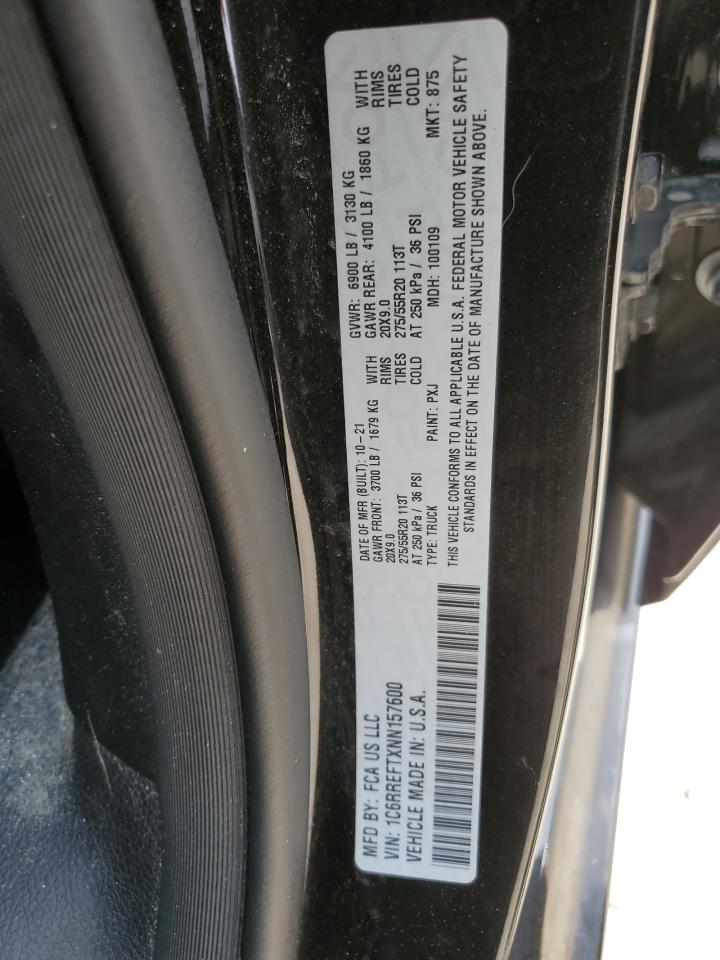 MFD BY: FCA US LLC
VIN: 1C6RREFTXNN157600
VEHICLE MADE IN: U.S.A.
DATE OF MFR (BUILT): 10-21
GAWR FRONT: 3700 LB / 1679 KG WITH
20X9.0 RIMS
275/55R20 113T TIRES
AT 250 kPa / 36 PSI COLD
GVWR: 6900 LB / 3130 KG
GAWR REAR: 4100 LB / 1860 KG WITH
20X9.0 RIMS
275/55R20 113T TIRES
AT 250 kPa / 36 PSI COLD
TYPE: TRUCK PAINT: PXJ MDH: 100109 MKT: 875
THIS VEHICLE CONFORMS TO ALL APPLICABLE U.S.A. FEDERAL MOTOR VEHICLE SAFETY
STANDARDS IN EFFECT ON THE DATE OF MANUFACTURE SHOWN ABOVE.